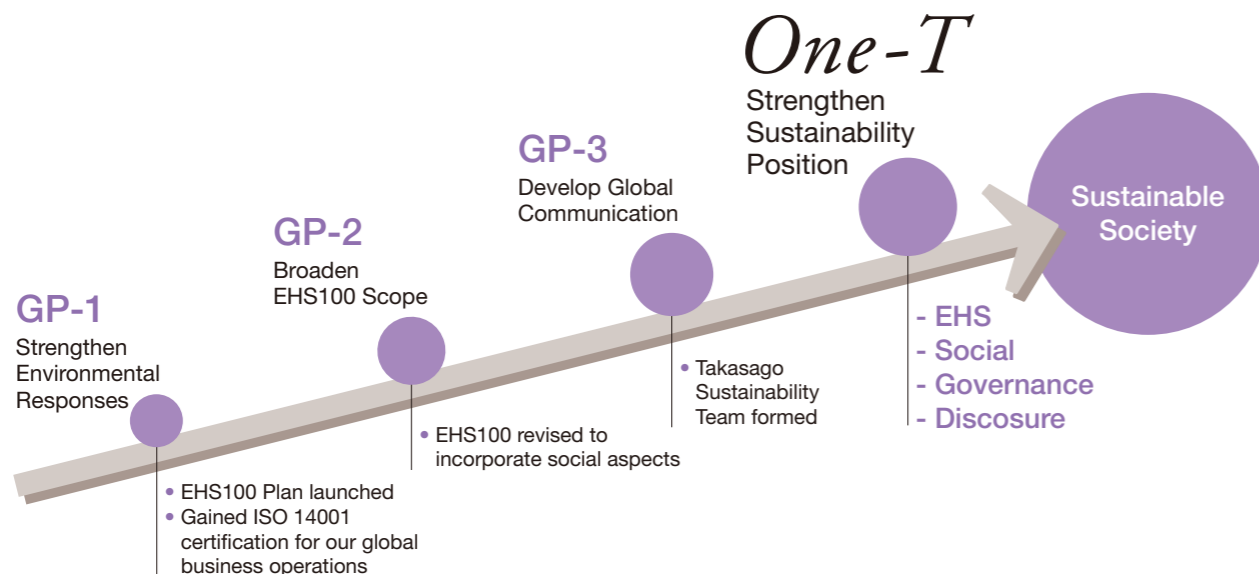 GP-1
Strengthen
Environmental
Responses
• EHS100 Plan launched
• Gained ISO 14001
certification for our global
business operations
GP-2
Broaden
EHS100 Scope
• EHS100 revised to
incorporate social aspects
GP-3
Develop Global
Communication
• Takasago
Sustainability
Team formed
One-T
Strengthen
Sustainability
Position
- EHS
- Social
- Governance
- Discosure
Sustainable
Society